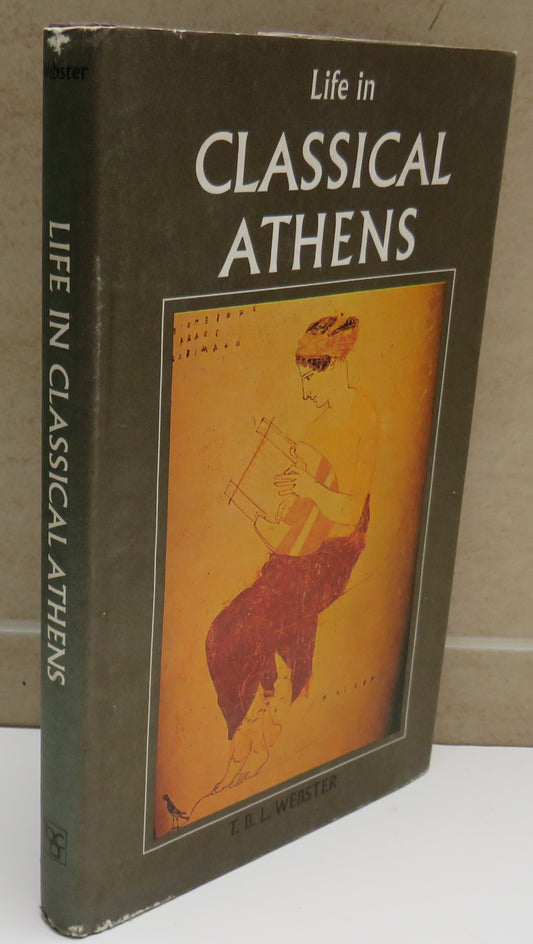 Webster
LIFE IN CLASSICAL ATHENS
Life in
CLASSICAL
ATHENS
T. B. L. WEBSTER